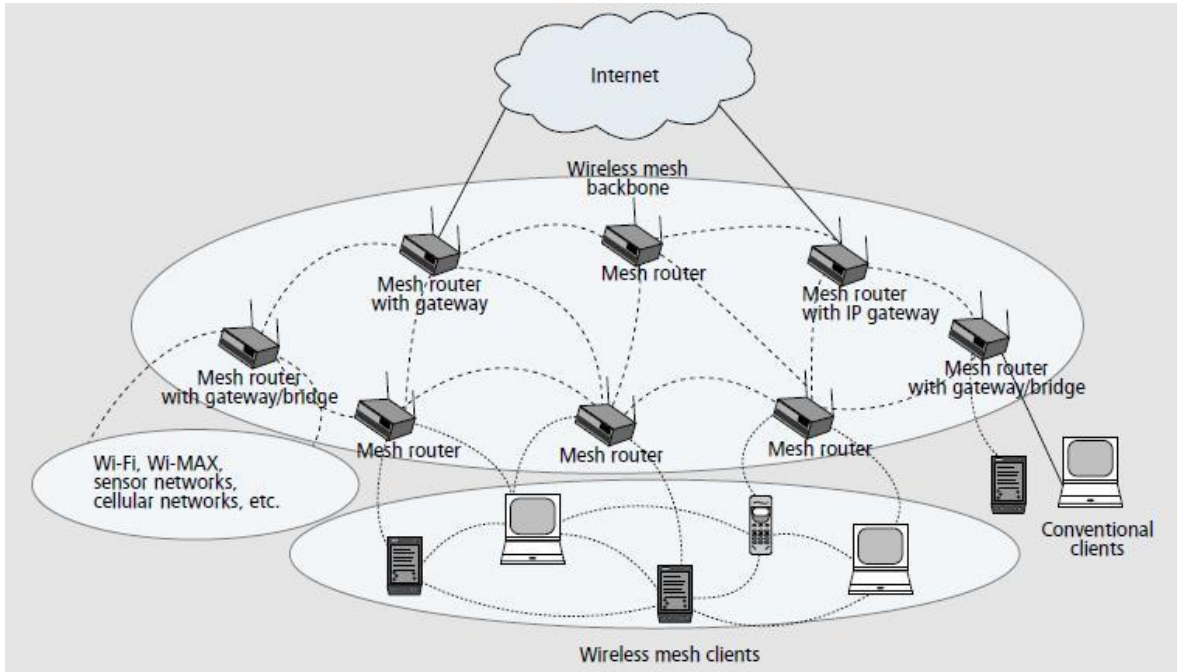 Internet
Wireless mesh
backbone
Mesh router
with gateway
Mesh router
Mesh router
with IP gateway
Mesh router
with gateway/bridge
Mesh router
with gateway/bridge
Mesh router
Mesh router
Mesh router
Wi-Fi, Wi-MAX,
sensor networks,
cellular networks, etc.
Conventional
clients
Wireless mesh clients